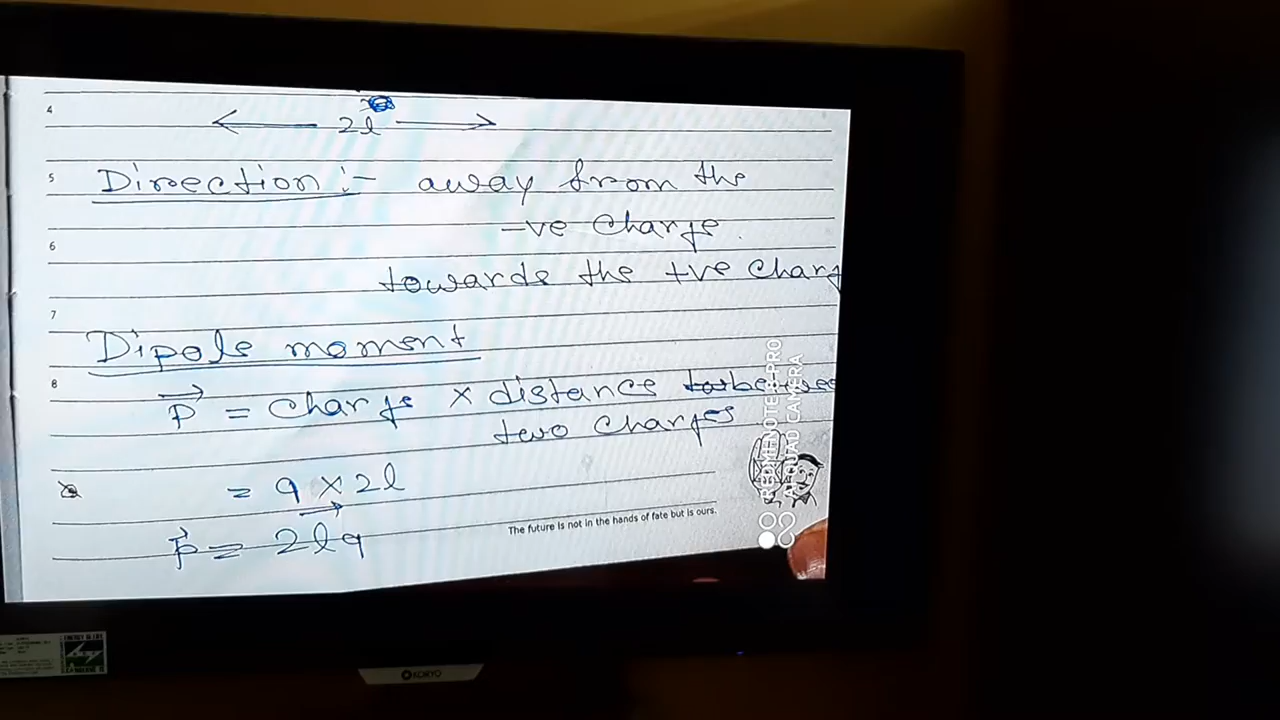 4
2l
5 Direction :- away from the
-ve charge.
6
towards the +ve charg
7
Dipole moment
8
P = charge × distance between
two charges
= q × 2l
p = 2lq
The future is not in the hands of fate but is ours.
REDMI NOTE 8 PRO
AI QUAD CAMERA
KORYO